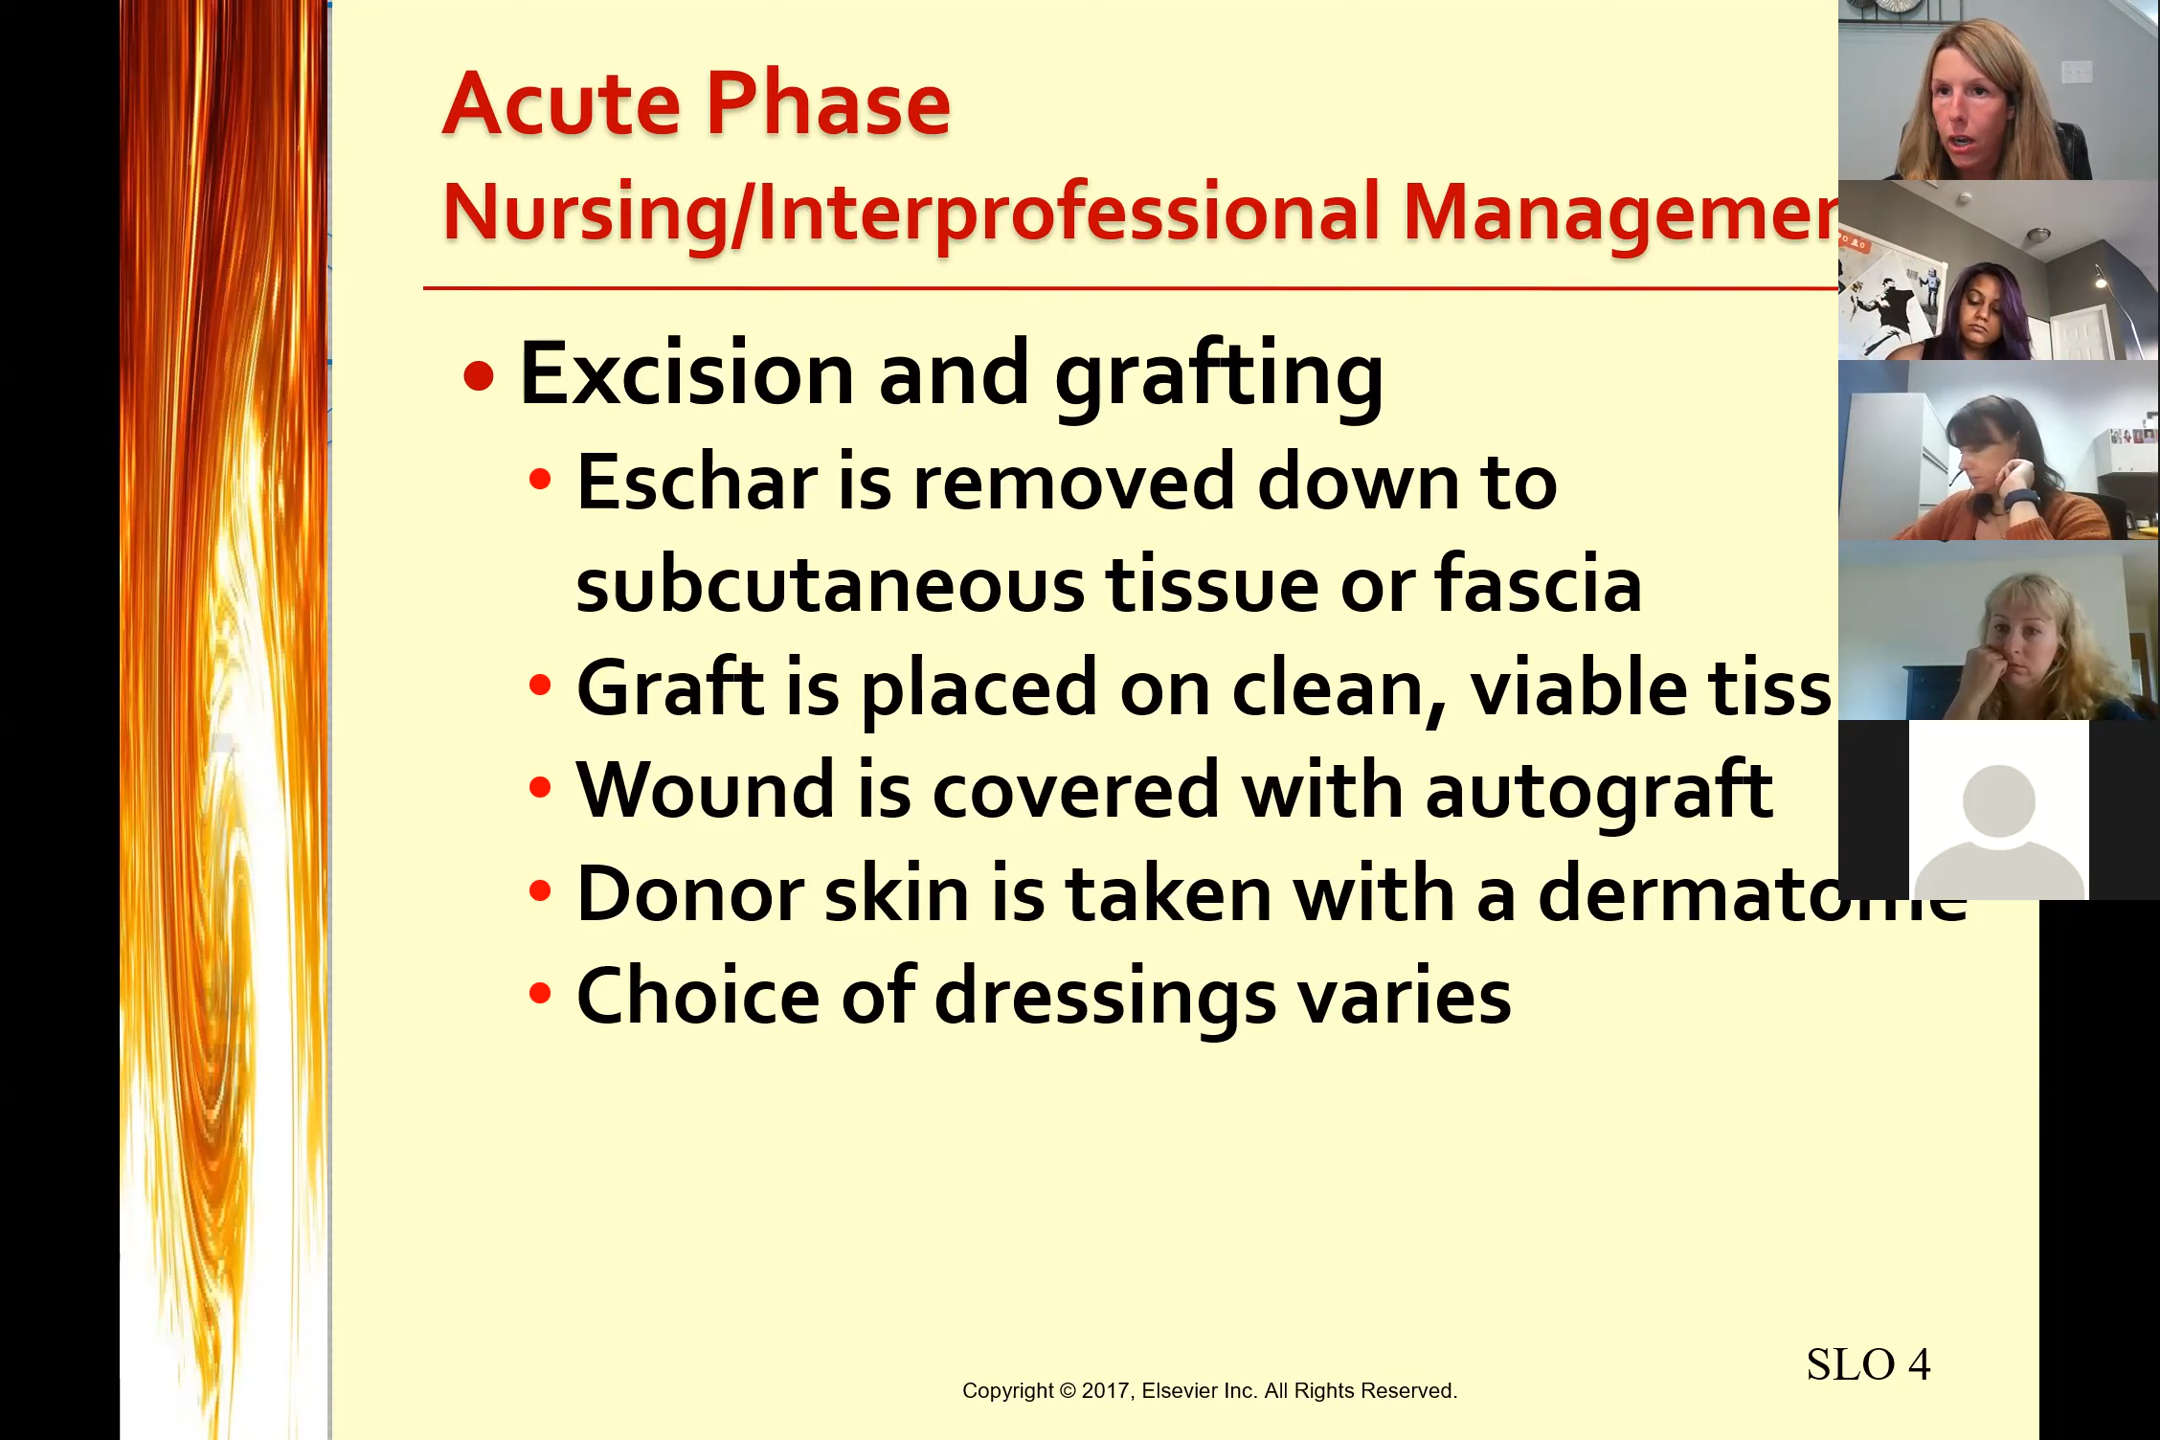 Acute Phase
Nursing/Interprofessional
• Excision and grafting
• Eschar is removed down to
subcutaneous tissue or fascia
• Graft is placed on clean, viable
• Wound is covered with autograft
• Donor skin is taken with a dermatome
• Choice of dressings varies
SLO 4
Copyright © 2017, Elsevier Inc. All Rights Reserved.